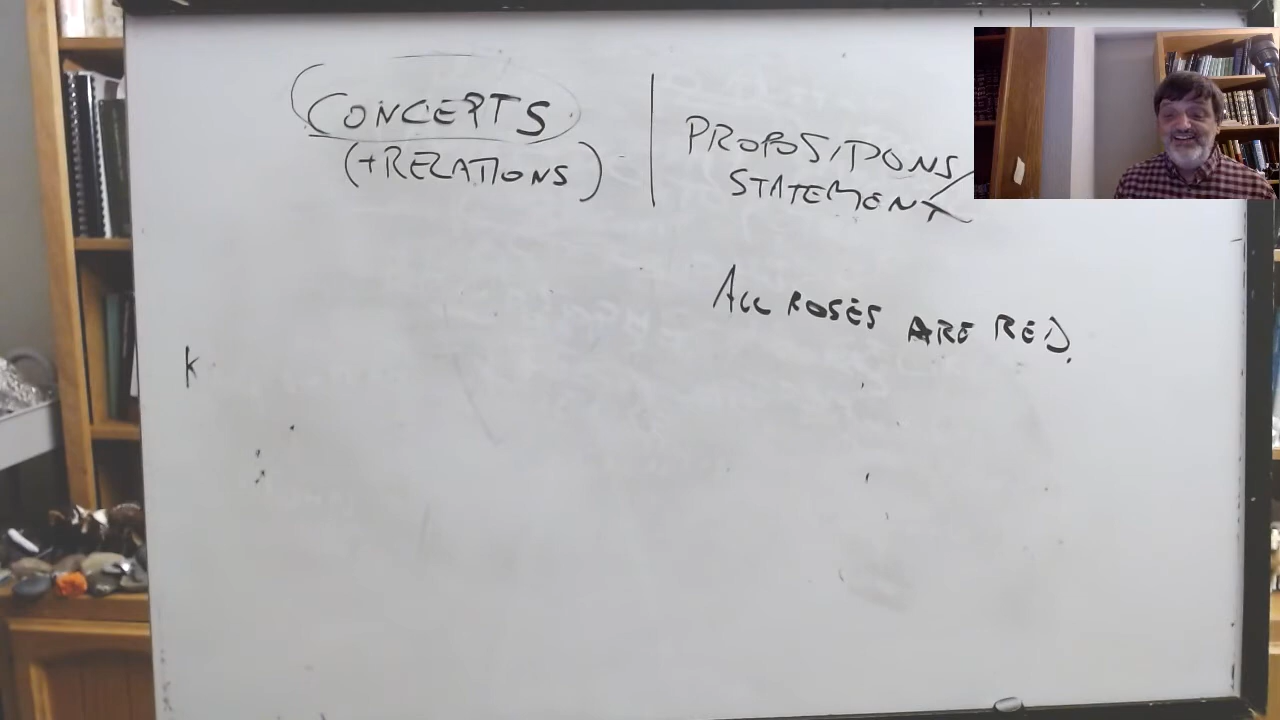 CONCEPTS
(+RELATIONS)
PROPOSITIONS/
STATEMENT
ALL ROSES ARE RED.
K